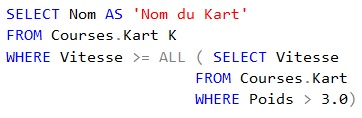 SELECT Nom AS 'Nom du Kart'
FROM Courses.Kart K
WHERE Vitesse >= ALL ( SELECT Vitesse
FROM Courses.Kart
WHERE Poids > 3.0)